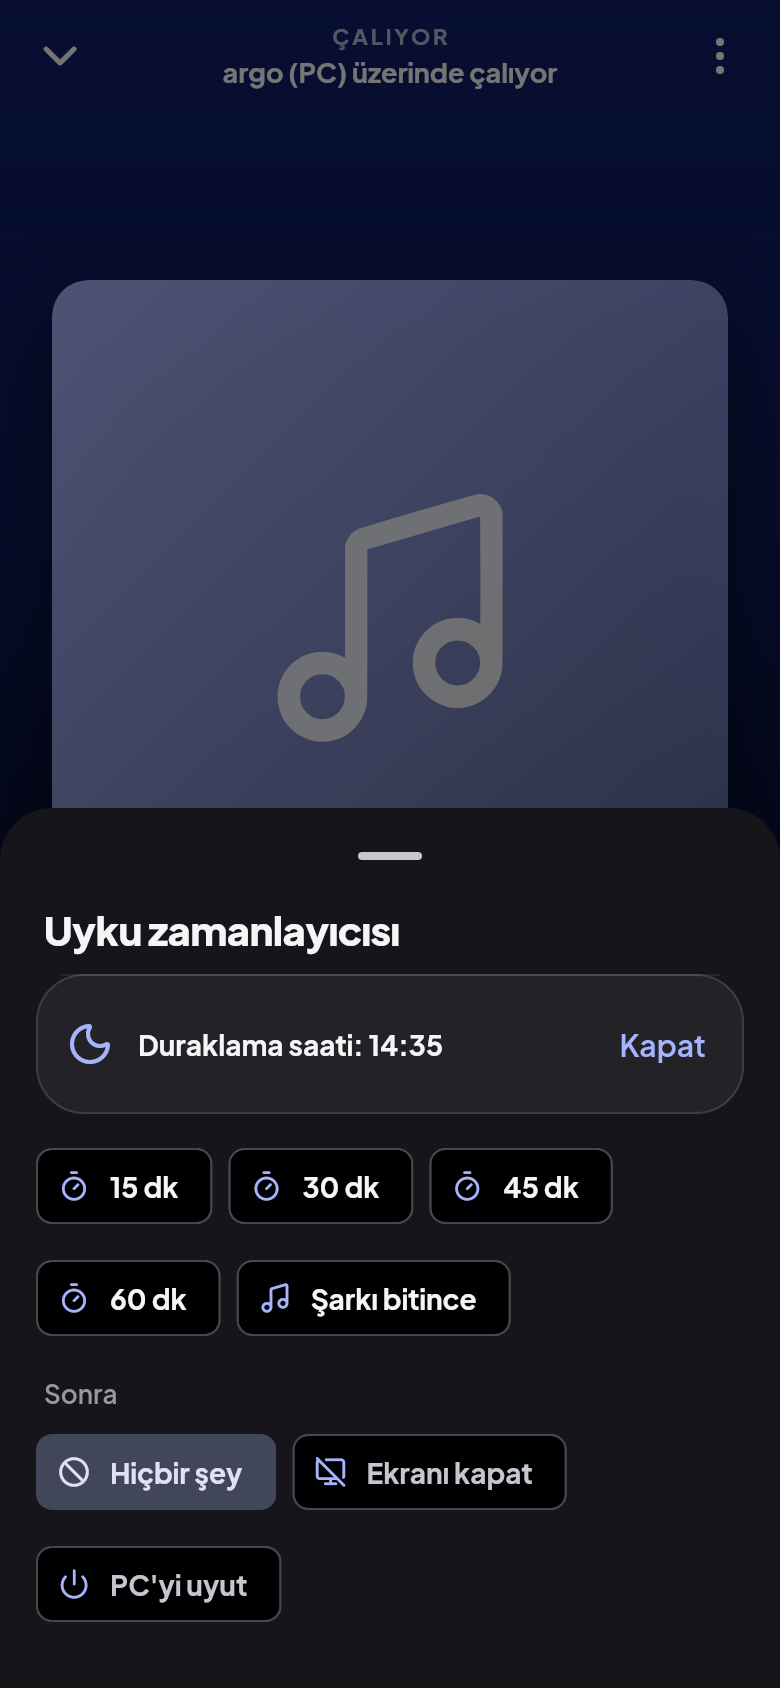 ÇALIYOR
argo (PC) üzerinde çalıyor
Uyku zamanlayıcısı
Duraklama saati: 14:35 Kapat
15 dk 30 dk 45 dk
60 dk Şarkı bitince
Sonra
Hiçbir şey Ekranı kapat
PC'yi uyut